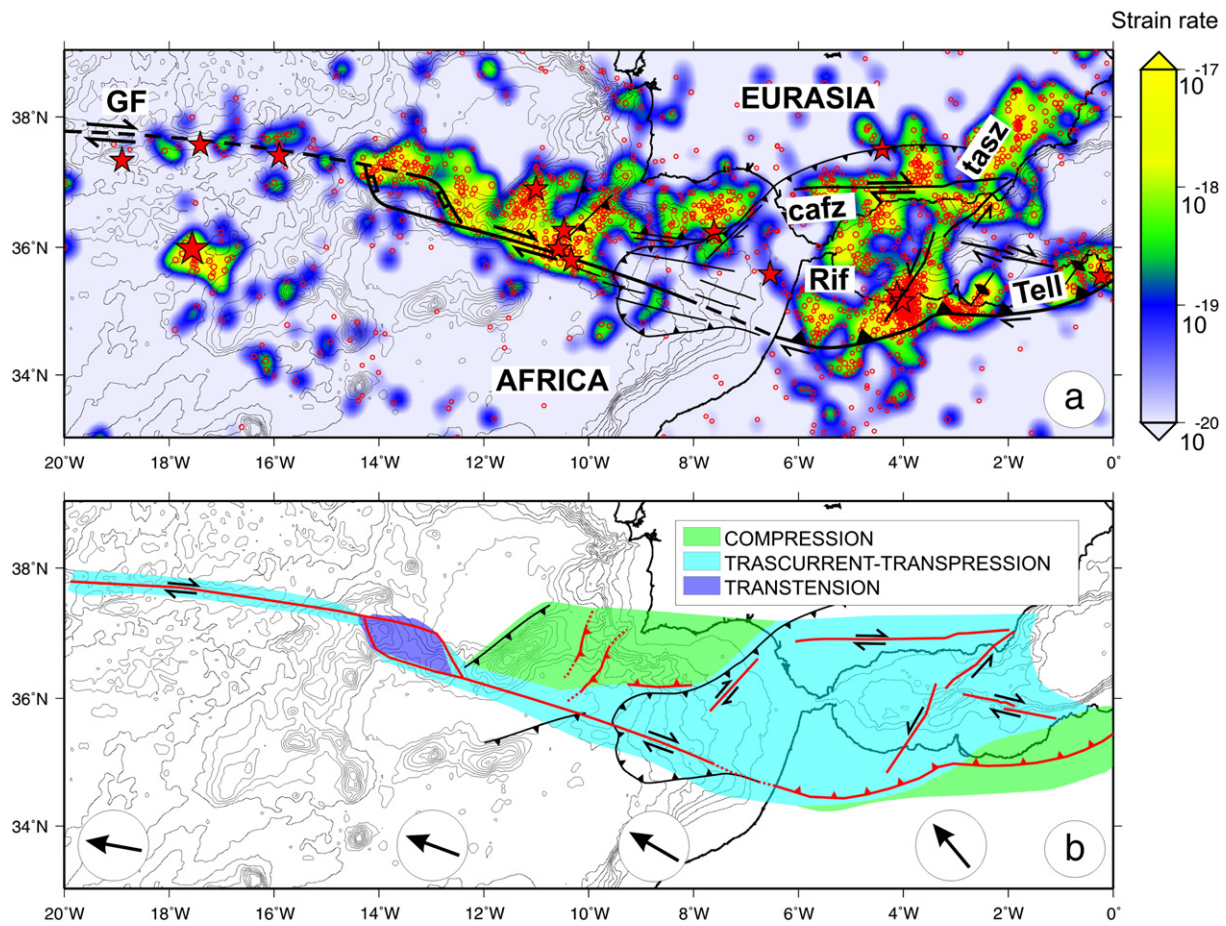 Strain rate
10 -17
10 -18
10 -19
10 -20
38°N
36°N
34°N
GF
EURASIA
tasz
cafz
Rif
Tell
AFRICA
a
20°W 18°W 16°W 14°W 12°W 10°W 8°W 6°W 4°W 2°W 0°
COMPRESSION
TRASCURRENT-TRANSPRESSION
TRANSTENSION
38°N
36°N
34°N
b
20°W 18°W 16°W 14°W 12°W 10°W 8°W 6°W 4°W 2°W 0°